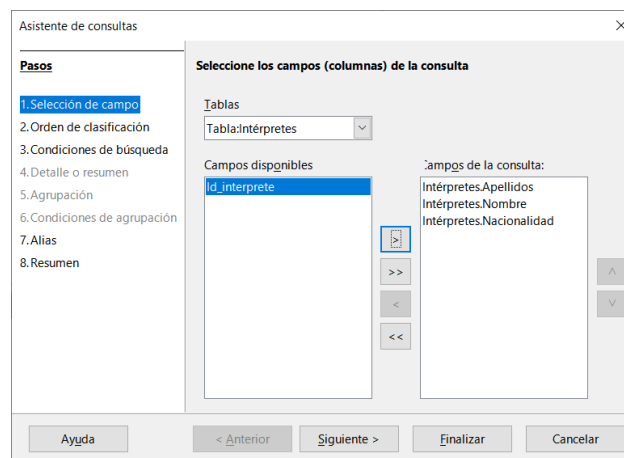 Asistente de consultas
Pasos
1.Selección de campo
2.Orden de clasificación
3.Condiciones de búsqueda
4.Detalle o resumen
5.Agrupación
6.Condiciones de agrupación
7.Alias
8.Resumen
Seleccione los campos (columnas) de la consulta
Tablas
Tabla:Intérpretes
Campos disponibles
Id_interprete
>
>>
<
<<
Campos de la consulta:
Intérpretes.Apellidos
Intérpretes.Nombre
Intérpretes.Nacionalidad
Ayuda
< Anterior
Siguiente >
Finalizar
Cancelar